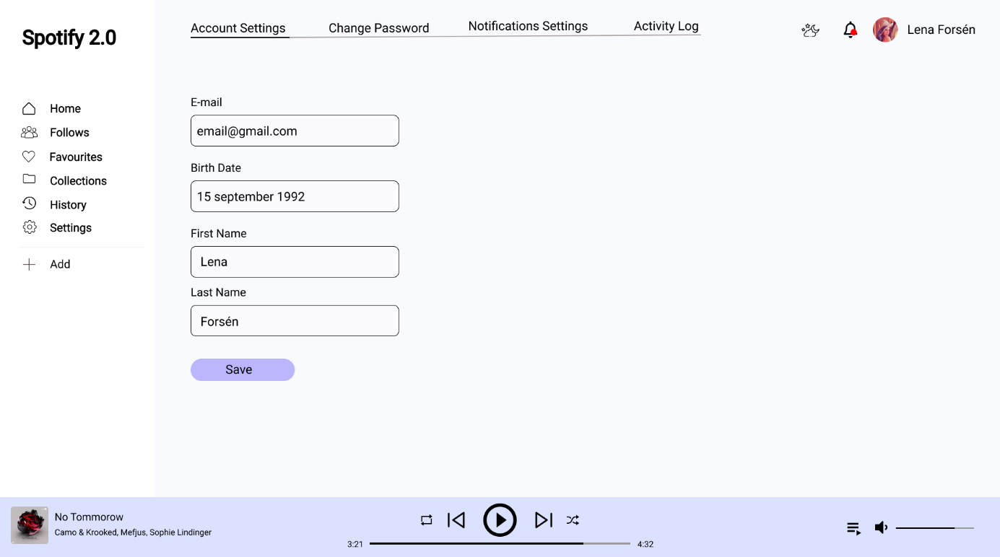 Spotify 2.0
Account Settings
Change Password
Notifications Settings
Activity Log
Lena Forsén
Home
Follows
Favourites
Collections
History
Settings
Add
E-mail
email@gmail.com
Birth Date
15 september 1992
First Name
Lena
Last Name
Forsén
Save
No Tommorow
Camo & Krooked, Mefjus, Sophie Lindinger
3:21
4:32